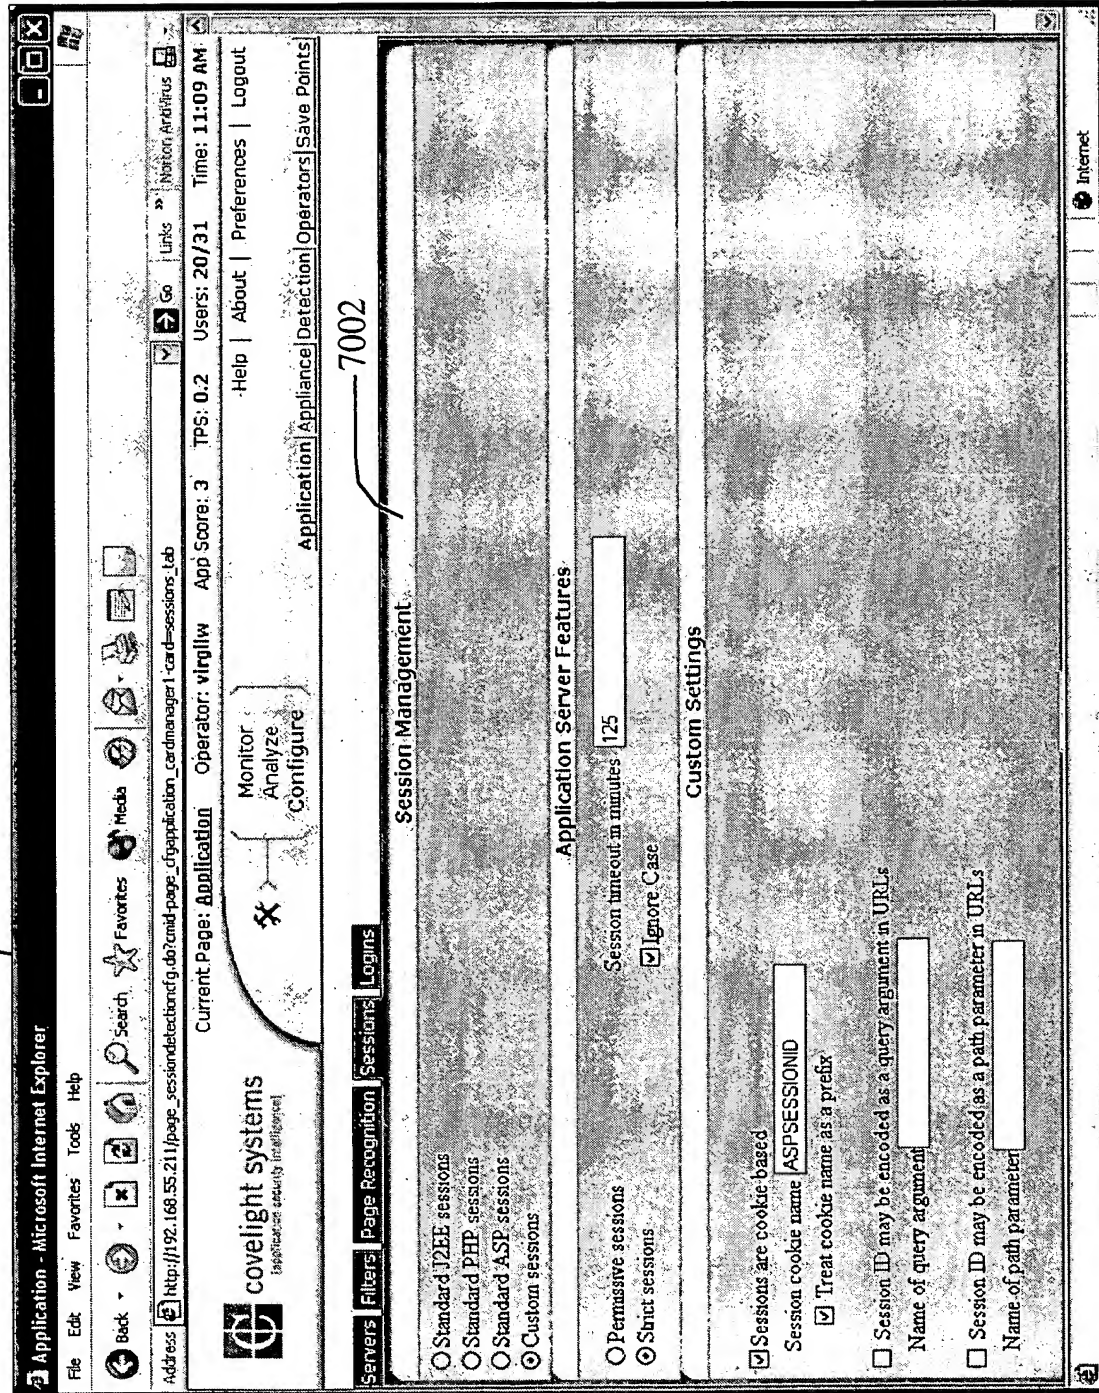 Application - Microsoft Internet Explorer
File Edit View Favorites Tools Help
Back Search Favorites Media
Address http://192.168.55.211/page_sessiondetectioncfg.do?cmid=page_cfgapplication_cardmanager1-card=sessions_tab Go Links » Norton AntiVirus
Current Page: Application Operator: virgllw App Score: 3 TPS: 0.2 Users: 20/31 Time: 11:09 AM
covelight systems
[application security intelligence]
Monitor
Analyze
Configure
Help | About | Preferences | Logout
Application|Appliance|Detection|Operators|Save Points
Servers Filters Page Recognition Sessions Logins
7002
Session Management
Standard J2EE sessions
Standard PHP sessions
Standard ASP sessions
Custom sessions
Application Server Features
Permissive sessions Session timeout in minutes 125
Strict sessions Ignore Case
Custom Settings
Sessions are cookie based
Session cookie name ASPSESSIONID
Treat cookie name as a prefix
Session ID may be encoded as a query argument in URLs
Name of query argument
Session ID may be encoded as a path parameter in URLs
Name of path parameter
Internet